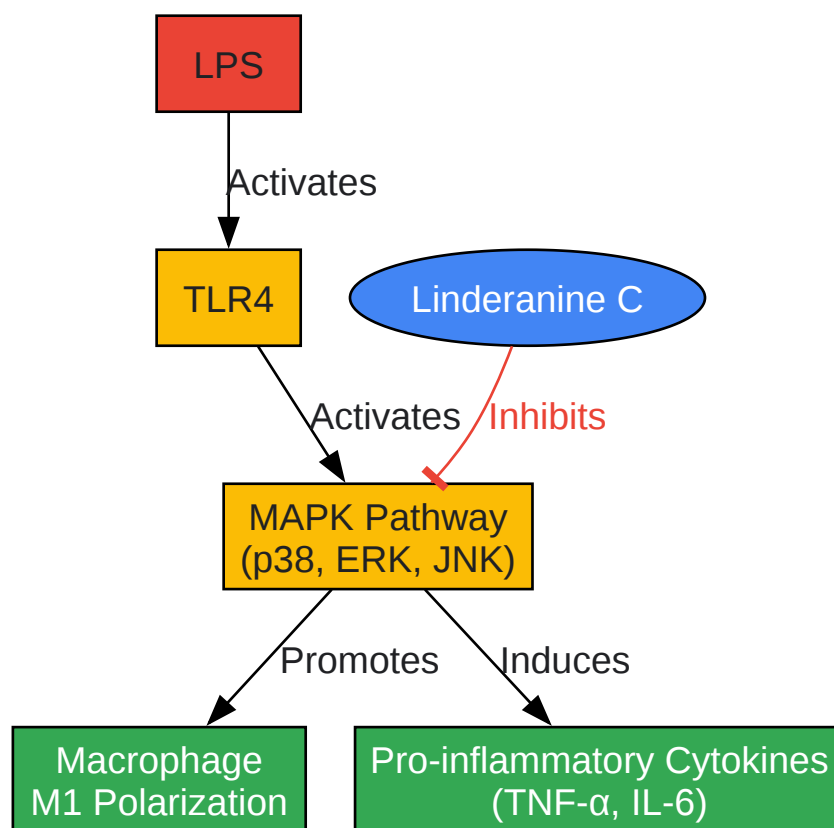 LPS
Activates
TLR4
Linderanine C
Activates
Inhibits
MAPK Pathway
(p38, ERK, JNK)
Promotes
Induces
Macrophage
M1 Polarization
Pro-inflammatory Cytokines
(TNF-α, IL-6)